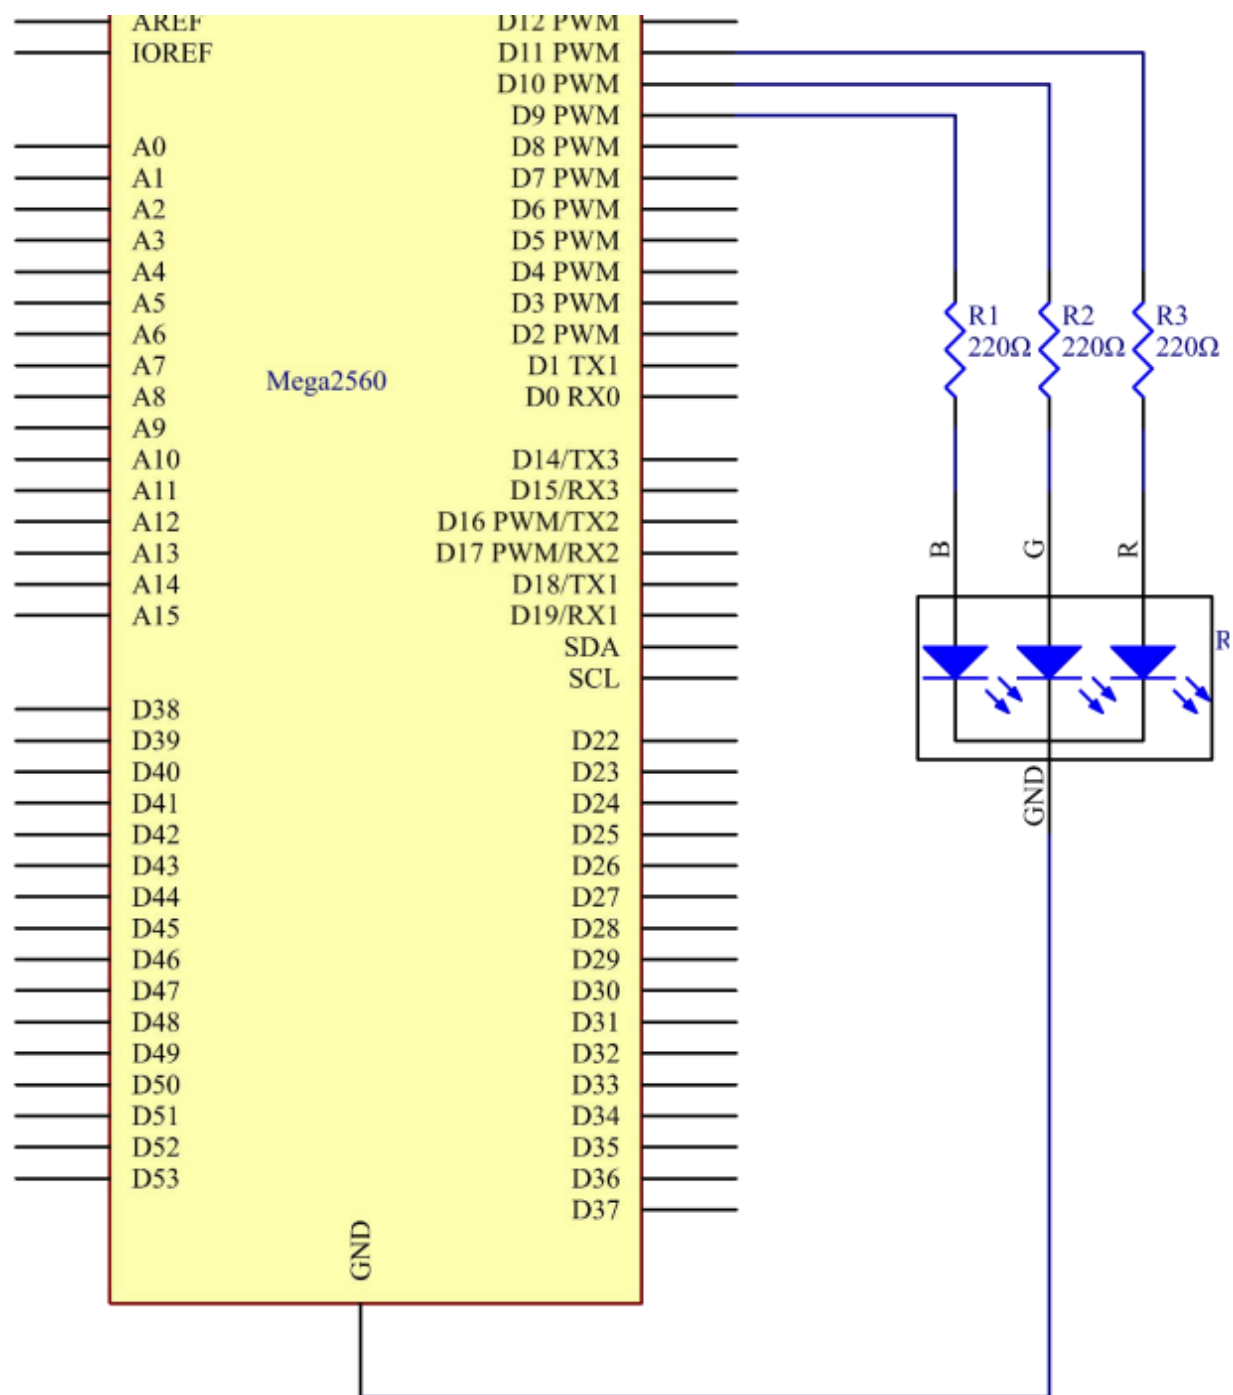 AREF
IOREF
A0
A1
A2
A3
A4
A5
A6
A7
A8
A9
A10
A11
A12
A13
A14
A15
D38
D39
D40
D41
D42
D43
D44
D45
D46
D47
D48
D49
D50
D51
D52
D53
Mega2560
GND
D12 PWM
D11 PWM
D10 PWM
D9 PWM
D8 PWM
D7 PWM
D6 PWM
D5 PWM
D4 PWM
D3 PWM
D2 PWM
D1 TX1
D0 RX0
D14/TX3
D15/RX3
D16 PWM/TX2
D17 PWM/RX2
D18/TX1
D19/RX1
SDA
SCL
D22
D23
D24
D25
D26
D27
D28
D29
D30
D31
D32
D33
D34
D35
D36
D37
R1
220Ω
R2
220Ω
R3
220Ω
B
G
R
R
GND